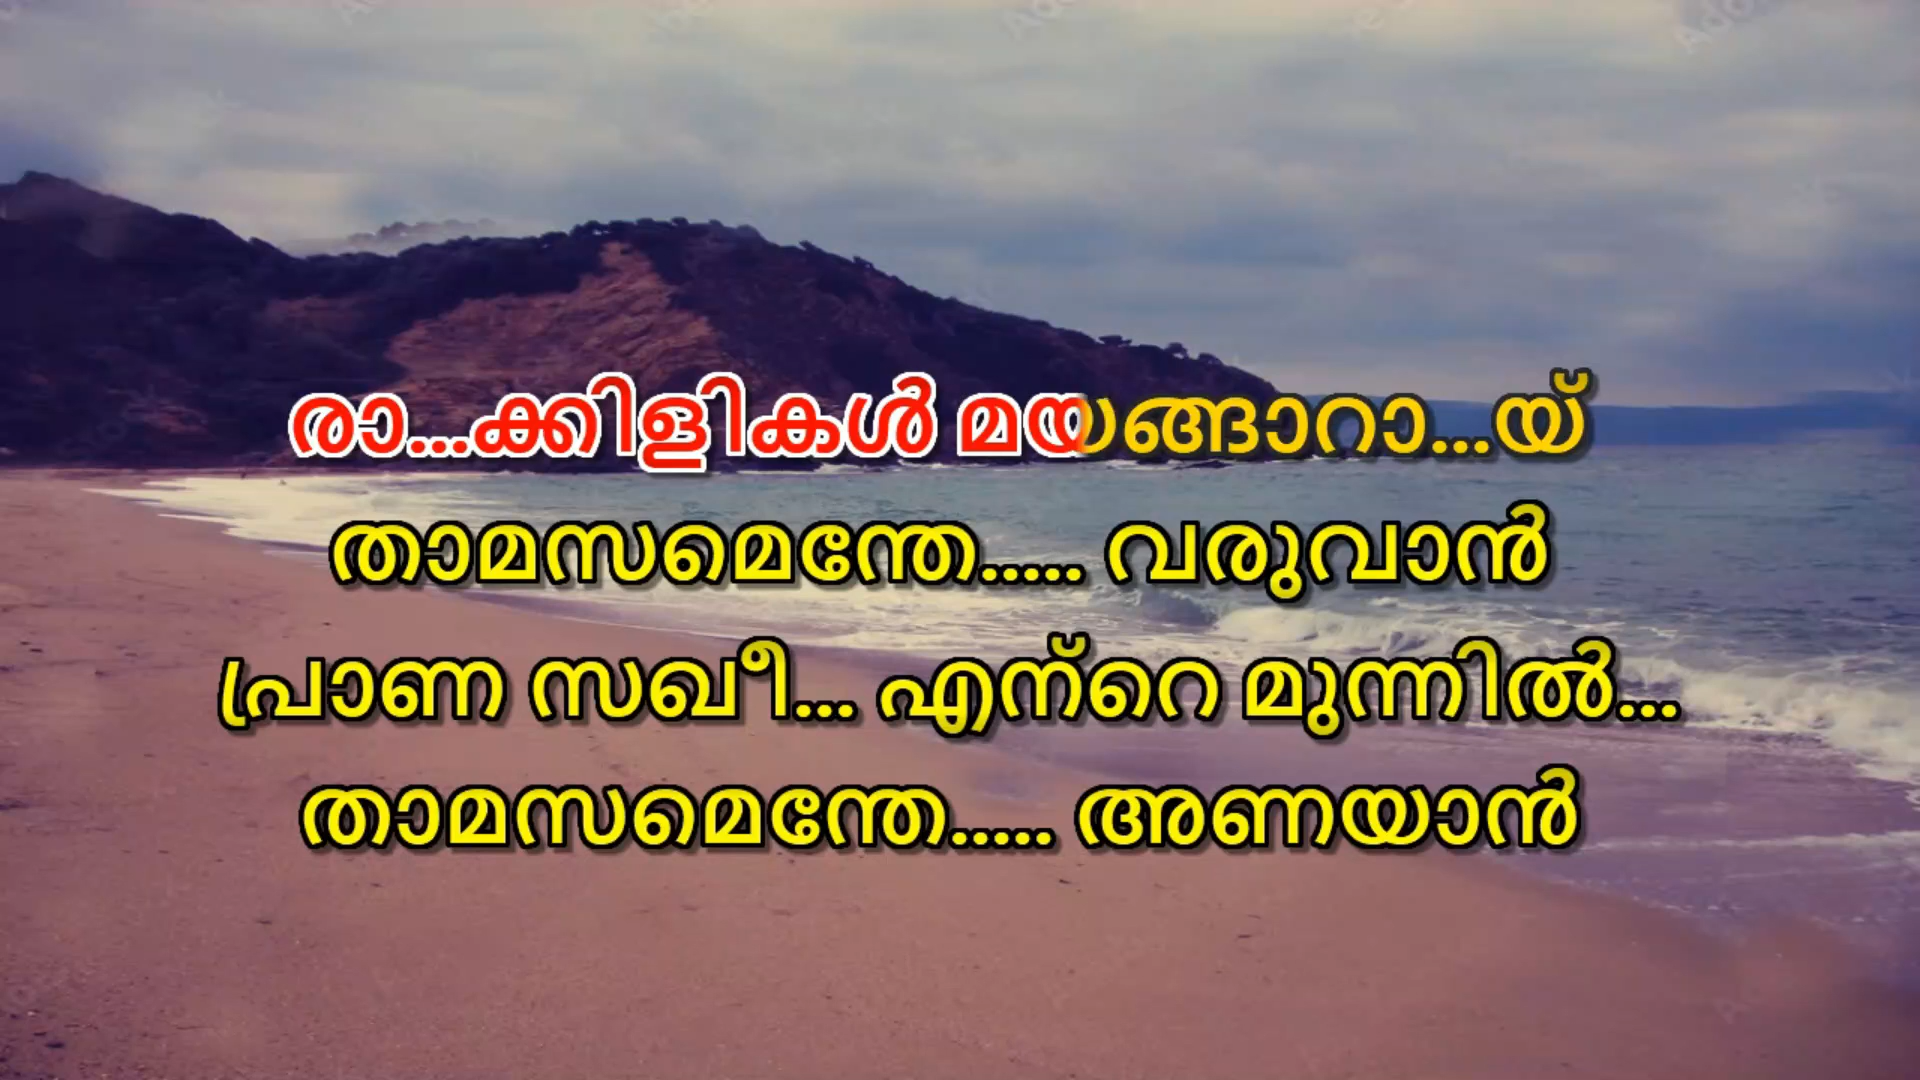 രാ...ക്കിളികൾ മയങ്ങാറാ...യ്
താമസമെന്തേ..... വരുവാൻ
പ്രാണ സഖീ... എന്റെ മുന്നിൽ...
താമസമെന്തേ..... അണയാൻ